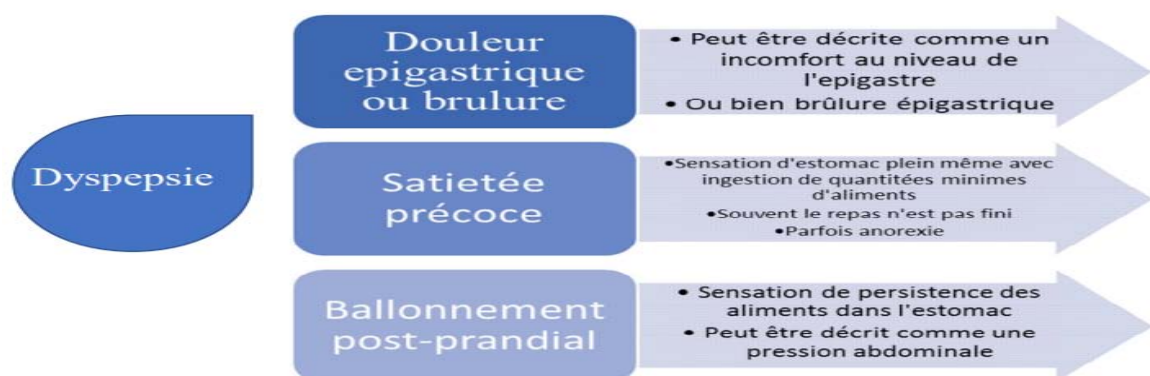 Dyspepsie
Douleur
epigastrique
ou brulure
• Peut être décrite comme un
incomfort au niveau de
l'epigastre
• Ou bien brûlure épigastrique
Satietée
précoce
•Sensation d'estomac plein même avec
ingestion de quantitées minimes
d'aliments
•Souvent le repas n'est pas fini
•Parfois anorexie
Ballonnement
post-prandial
• Sensation de persistence des
aliments dans l'estomac
• Peut être décrit comme une
pression abdominale